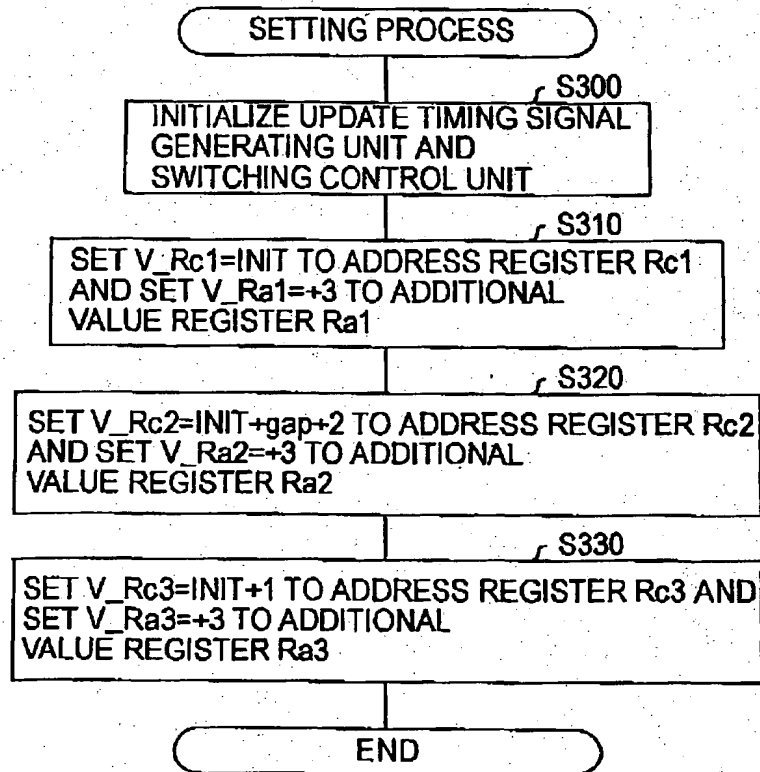 SETTING PROCESS
S300
INITIALIZE UPDATE TIMING SIGNAL
GENERATING UNIT AND
SWITCHING CONTROL UNIT
S310
SET V_Rc1=INIT TO ADDRESS REGISTER Rc1
AND SET V_Ra1=+3 TO ADDITIONAL
VALUE REGISTER Ra1
S320
SET V_Rc2=INIT+gap+2 TO ADDRESS REGISTER Rc2
AND SET V_Ra2=+3 TO ADDITIONAL
VALUE REGISTER Ra2
S330
SET V_Rc3=INIT+1 TO ADDRESS REGISTER Rc3 AND
SET V_Ra3=+3 TO ADDITIONAL
VALUE REGISTER Ra3
END